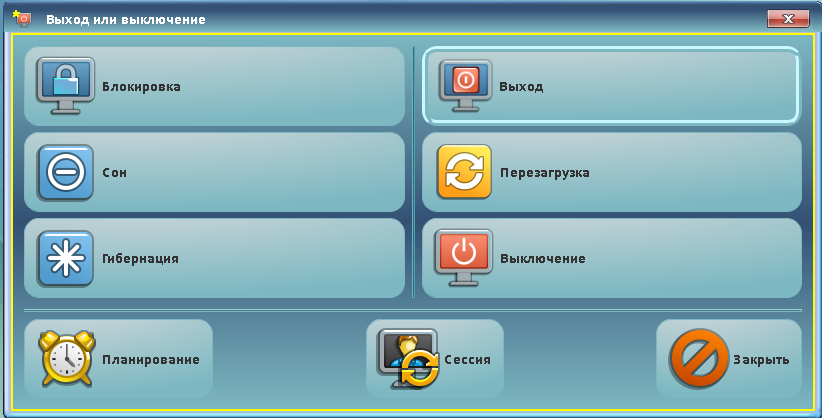 Выход или выключение
Блокировка
Выход
Сон
Перезагрузка
Гибернация
Выключение
Планирование
Сессия
Закрыть